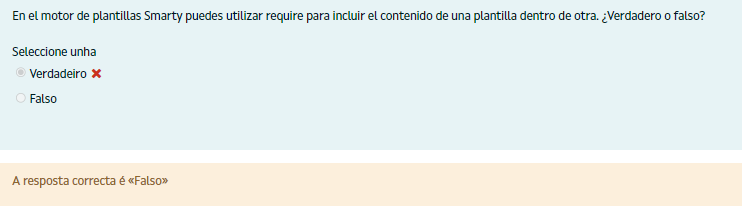 En el motor de plantillas Smarty puedes utilizar require para incluir el contenido de una plantilla dentro de otra. ¿Verdadero o falso?
Seleccione unha
Verdadeiro
Falso
A resposta correcta é «Falso»